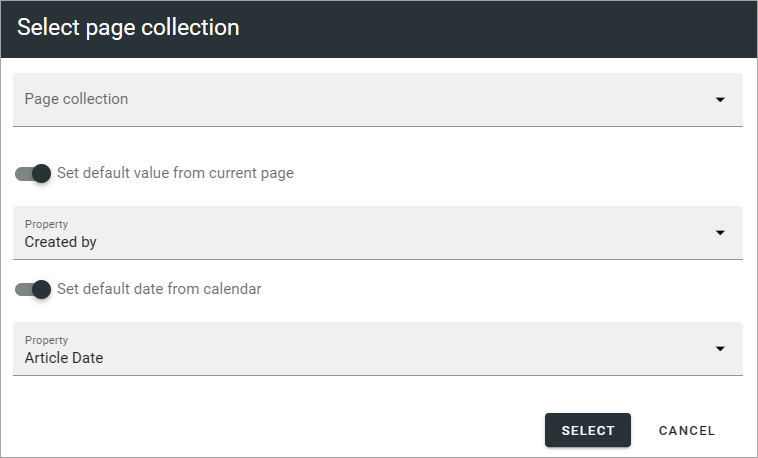 Select page collection
Page collection
Set default value from current page
Property
Created by
Set default date from calendar
Property
Article Date
SELECT CANCEL